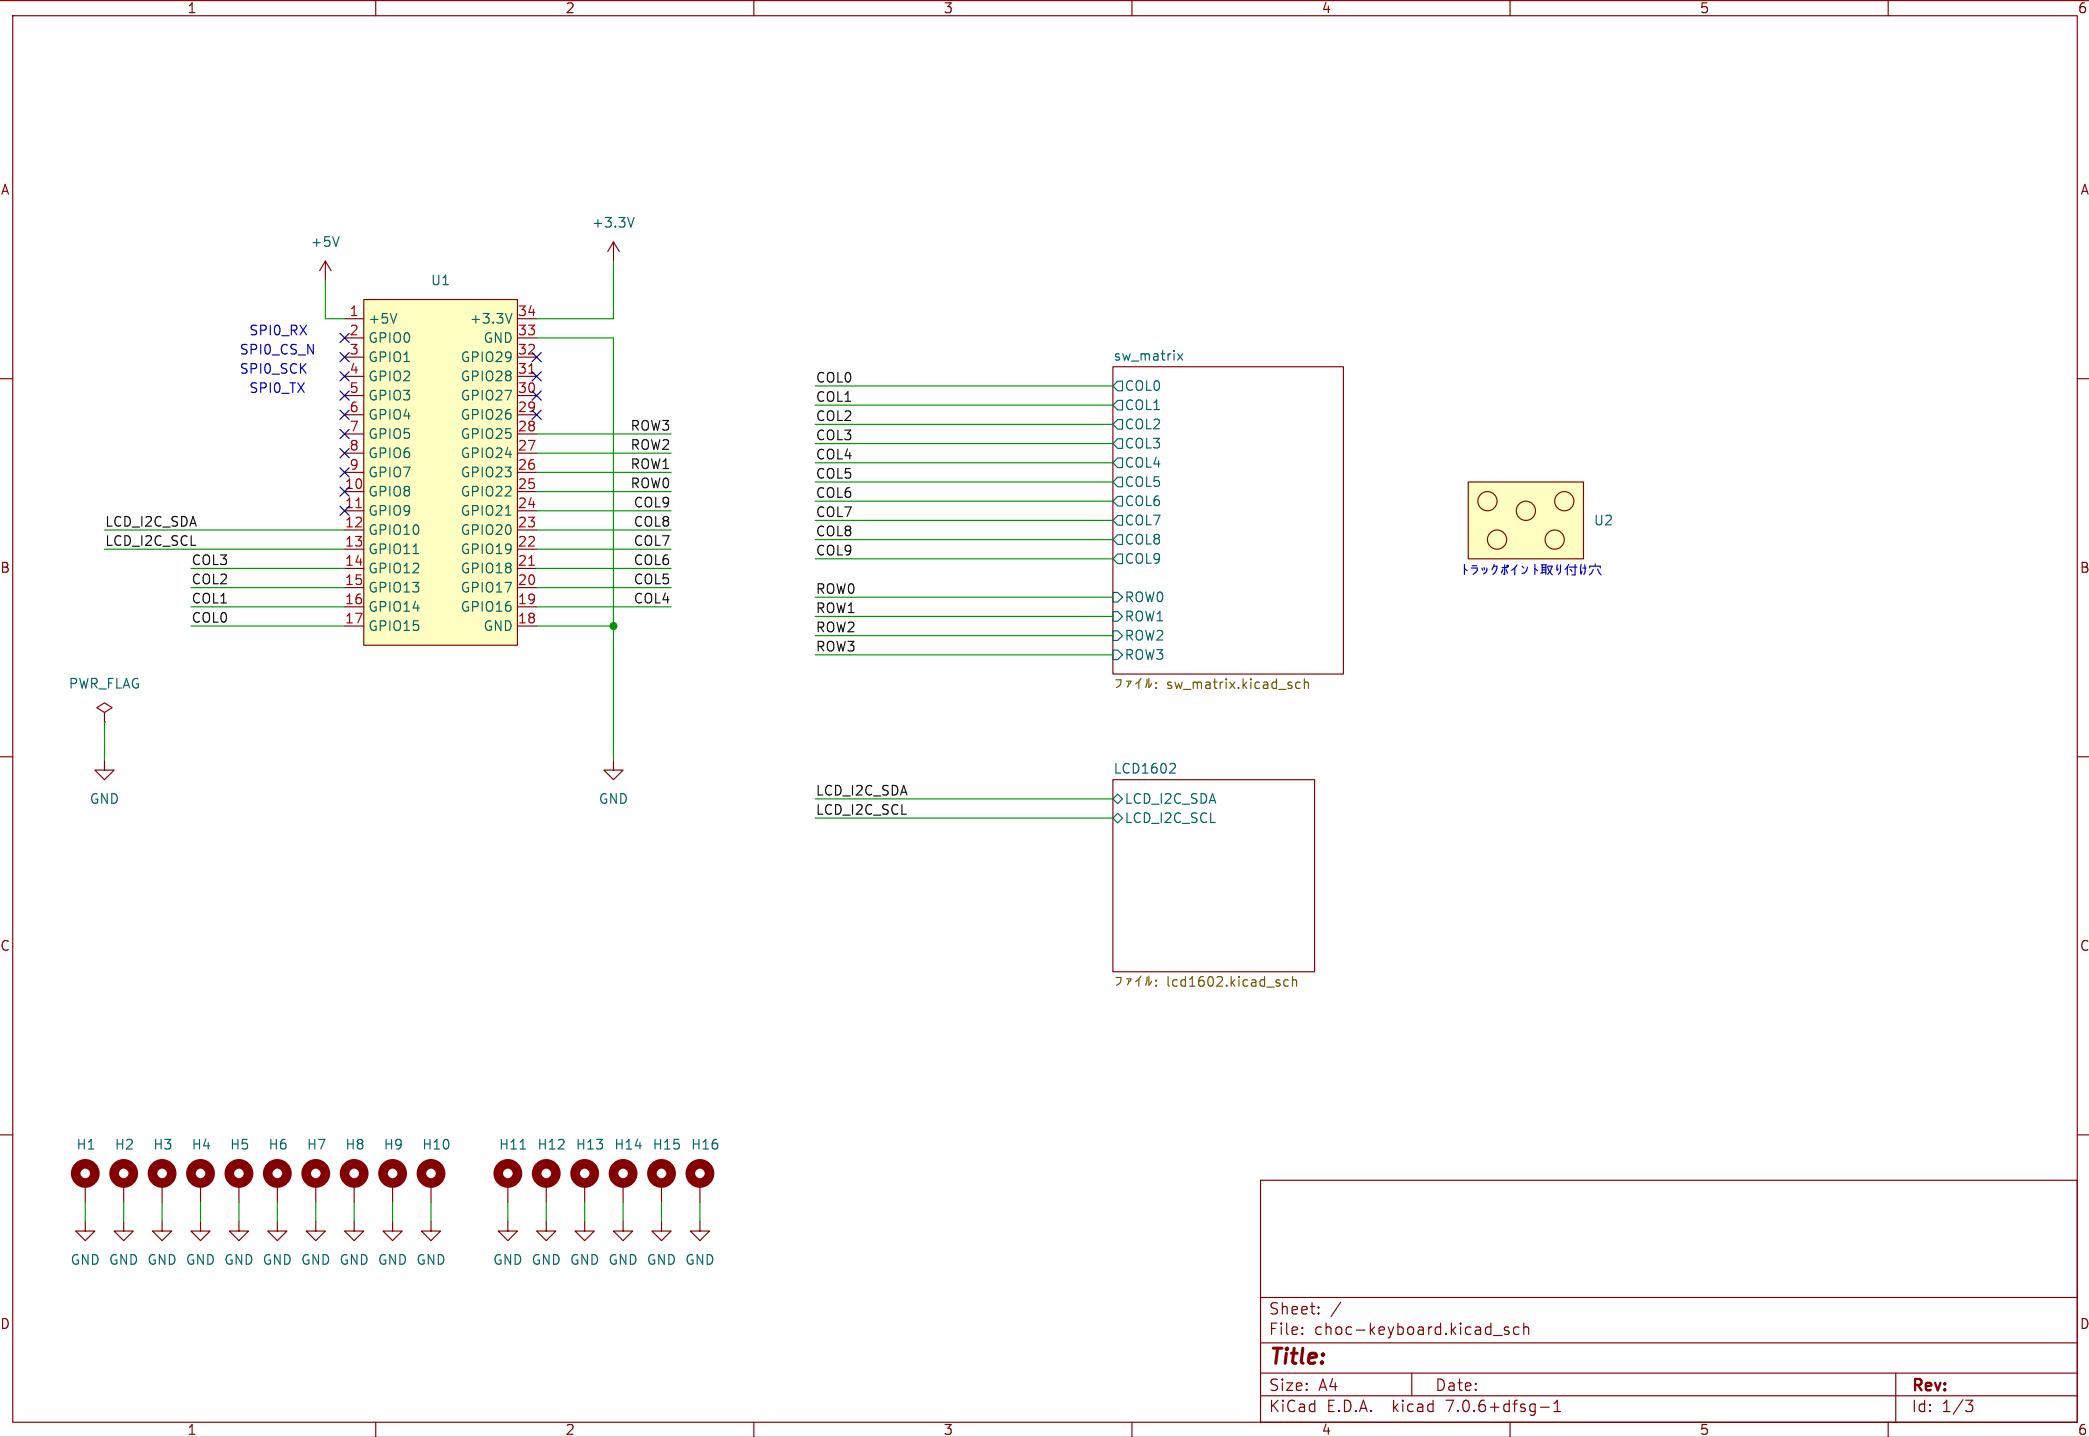 1 2 3 4 5 6
A A
B B
C C
D D
+5V
+3.3V
U1
1 +5V
2 GPIO0
3 GPIO1
4 GPIO2
5 GPIO3
6 GPIO4
7 GPIO5
8 GPIO6
9 GPIO7
10 GPIO8
11 GPIO9
12 GPIO10
13 GPIO11
14 GPIO12
15 GPIO13
16 GPIO14
17 GPIO15
+3.3V 34
GND 33
GPIO29 32
GPIO28 31
GPIO27 30
GPIO26 29
GPIO25 28
GPIO24 27
GPIO23 26
GPIO22 25
GPIO21 24
GPIO20 23
GPIO19 22
GPIO18 21
GPIO17 20
GPIO16 19
GND 18
SPI0_RX
SPI0_CS_N
SPI0_SCK
SPI0_TX
LCD_I2C_SDA
LCD_I2C_SCL
COL3
COL2
COL1
COL0
ROW3
ROW2
ROW1
ROW0
COL9
COL8
COL7
COL6
COL5
COL4
PWR_FLAG
GND
GND
sw_matrix
COL0 COL0
COL1 COL1
COL2 COL2
COL3 COL3
COL4 COL4
COL5 COL5
COL6 COL6
COL7 COL7
COL8 COL8
COL9 COL9
ROW0 ROW0
ROW1 ROW1
ROW2 ROW2
ROW3 ROW3
ファイル: sw_matrix.kicad_sch
U2
トラックポイント取り付け穴
LCD1602
LCD_I2C_SDA LCD_I2C_SDA
LCD_I2C_SCL LCD_I2C_SCL
ファイル: lcd1602.kicad_sch
H1 H2 H3 H4 H5 H6 H7 H8 H9 H10 H11 H12 H13 H14 H15 H16
GND GND GND GND GND GND GND GND GND GND GND GND GND GND GND GND
Sheet: /
File: choc-keyboard.kicad_sch
Title:
Size: A4 Date: Rev:
KiCad E.D.A. kicad 7.0.6+dfsg-1 Id: 1/3
1 2 3 4 5 6